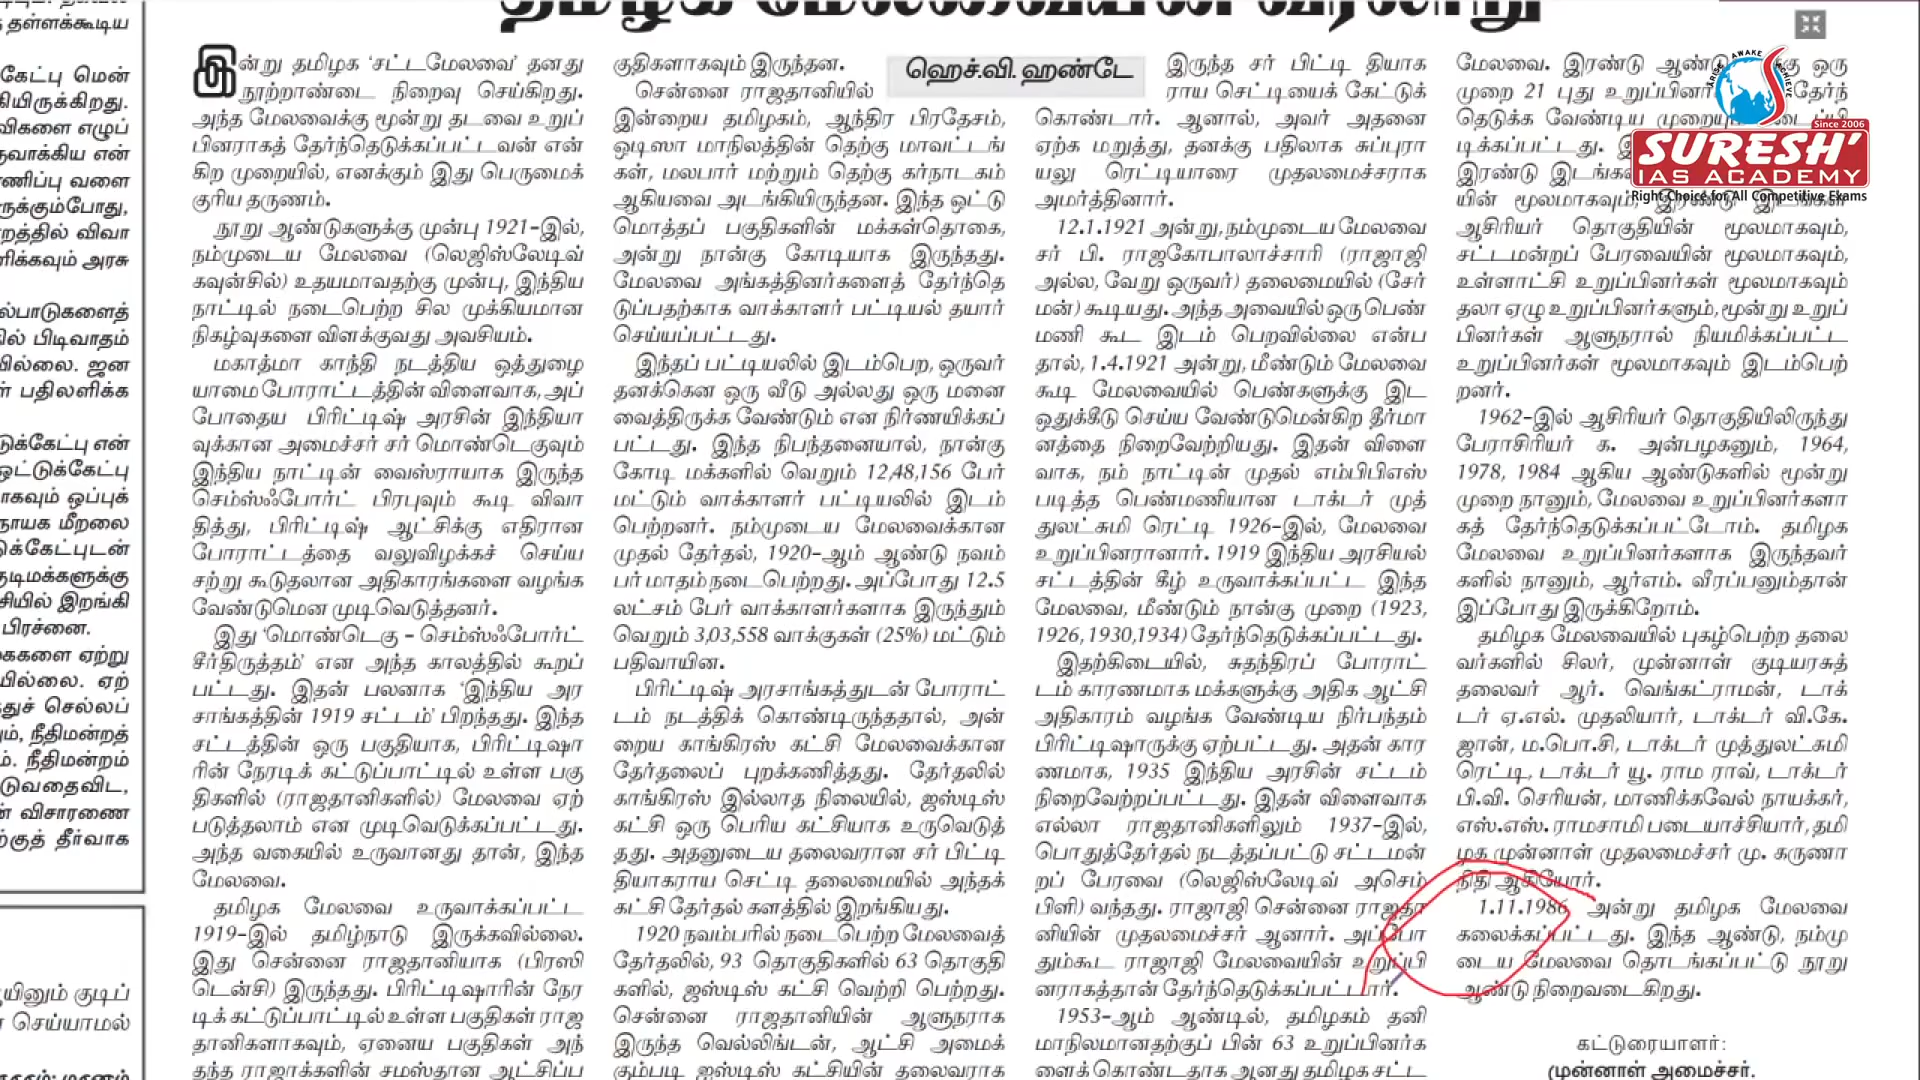 தமிழக மேலவையின் வரலாறு
ஹெச்.வி. ஹண்டே
இன்று தமிழக ‘சட்டமேலவை’ தனது
நூற்றாண்டை நிறைவு செய்கிறது.
அந்த மேலவைக்கு மூன்று தடவை உறுப்
பினராகத் தேர்ந்தெடுக்கப்பட்டவன் என்
கிற முறையில், எனக்கும் இது பெருமைக்
குரிய தருணம்.
நூறு ஆண்டுகளுக்கு முன்பு 1921-இல்,
நம்முடைய மேலவை (லெஜிஸ்லேடிவ்
கவுன்சில்) உதயமாவதற்கு முன்பு, இந்திய
நாட்டில் நடைபெற்ற சில முக்கியமான
நிகழ்வுகளை விளக்குவது அவசியம்.
மகாத்மா காந்தி நடத்திய ஒத்துழை
யாமை போராட்டத்தின் விளைவாக, அப்
போதைய பிரிட்டிஷ் அரசின் இந்தியா
வுக்கான அமைச்சர் சர் மொண்டெகுவும்
இந்திய நாட்டின் வைஸ்ராயாக இருந்த
செம்ஸ்ஃபோர்ட் பிரபுவும் கூடி விவா
தித்து, பிரிட்டிஷ் ஆட்சிக்கு எதிரான
போராட்டத்தை வலுவிழக்கச் செய்ய
சற்று கூடுதலான அதிகாரங்களை வழங்க
வேண்டுமென முடிவெடுத்தனர்.
இது ‘மொண்டெகு – செம்ஸ்ஃபோர்ட்
சீர்திருத்தம்’ என அந்த காலத்தில் கூறப்
பட்டது. இதன் பலனாக ‘இந்திய அர
சாங்கத்தின் 1919 சட்டம்’ பிறந்தது. இந்த
சட்டத்தின் ஒரு பகுதியாக, பிரிட்டிஷா
ரின் நேரடிக் கட்டுப்பாட்டில் உள்ள பகு
திகளில் (ராஜதானிகளில்) மேலவை ஏற்
படுத்தலாம் என முடிவெடுக்கப்பட்டது.
அந்த வகையில் உருவானது தான், இந்த
மேலவை.
தமிழக மேலவை உருவாக்கப்பட்ட
1919-இல் தமிழ்நாடு இருக்கவில்லை.
இது சென்னை ராஜதானியாக (பிரஸி
டென்சி) இருந்தது. பிரிட்டிஷாரின் நேர
டிக் கட்டுப்பாட்டில் உள்ள பகுதிகள் ராஜ
தானிகளாகவும், ஏனைய பகுதிகள் அந்
தந்த ராஜாக்களின் சமஸ்தான ஆட்சிப்ப
குதிகளாகவும் இருந்தன.
சென்னை ராஜதானியில்
இன்றைய தமிழகம், ஆந்திர பிரதேசம்,
ஒடிஸா மாநிலத்தின் தெற்கு மாவட்டங்
கள், மலபார் மற்றும் தெற்கு கர்நாடகம்
ஆகியவை அடங்கியிருந்தன. இந்த ஒட்டு
மொத்தப் பகுதிகளின் மக்கள்தொகை,
அன்று நான்கு கோடியாக இருந்தது.
மேலவை அங்கத்தினர்களைத் தேர்ந்தெ
டுப்பதற்காக வாக்காளர் பட்டியல் தயார்
செய்யப்பட்டது.
இந்தப் பட்டியலில் இடம்பெற, ஒருவர்
தனக்கென ஒரு வீடு அல்லது ஒரு மனை
வைத்திருக்க வேண்டும் என நிர்ணயிக்கப்
பட்டது. இந்த நிபந்தனையால், நான்கு
கோடி மக்களில் வெறும் 12,48,156 பேர்
மட்டும் வாக்காளர் பட்டியலில் இடம்
பெற்றனர். நம்முடைய மேலவைக்கான
முதல் தேர்தல், 1920-ஆம் ஆண்டு நவம்
பர் மாதம் நடைபெற்றது. அப்போது 12.5
லட்சம் பேர் வாக்காளர்களாக இருந்தும்
வெறும் 3,03,558 வாக்குகள் (25%) மட்டும்
பதிவாயின.
பிரிட்டிஷ் அரசாங்கத்துடன் போராட்
டம் நடத்திக் கொண்டிருந்ததால், அன்
றைய காங்கிரஸ் கட்சி மேலவைக்கான
தேர்தலைப் புறக்கணித்தது. தேர்தலில்
காங்கிரஸ் இல்லாத நிலையில், ஜஸ்டிஸ்
கட்சி ஒரு பெரிய கட்சியாக உருவெடுத்
தது. அதனுடைய தலைவரான சர் பிட்டி
தியாகராய செட்டி தலைமையில் அந்தக்
கட்சி தேர்தல் களத்தில் இறங்கியது.
1920 நவம்பரில் நடைபெற்ற மேலவைத்
தேர்தலில், 93 தொகுதிகளில் 63 தொகுதி
களில், ஜஸ்டிஸ் கட்சி வெற்றி பெற்றது.
சென்னை ராஜதானியின் ஆளுநராக
இருந்த வெல்லிங்டன், ஆட்சி அமைக்
கும்படி ஜஸ்டிஸ் கட்சியின் தலைவராக
இருந்த சர் பிட்டி தியாக
ராய செட்டியைக் கேட்டுக்
கொண்டார். ஆனால், அவர் அதனை
ஏற்க மறுத்து, தனக்கு பதிலாக சுப்புரா
யலு ரெட்டியாரை முதலமைச்சராக
அமர்த்தினார்.
12.1.1921 அன்று, நம்முடைய மேலவை
சர் பி. ராஜகோபாலாச்சாரி (ராஜாஜி
அல்ல, வேறு ஒருவர்) தலைமையில் (சேர்
மன்) கூடியது. அந்த அவையில் ஒரு பெண்
மணி கூட இடம் பெறவில்லை என்ப
தால், 1.4.1921 அன்று, மீண்டும் மேலவை
கூடி மேலவையில் பெண்களுக்கு இட
ஒதுக்கீடு செய்ய வேண்டுமென்கிற தீர்மா
னத்தை நிறைவேற்றியது. இதன் விளை
வாக, நம் நாட்டின் முதல் எம்பிபிஎஸ்
படித்த பெண்மணியான டாக்டர் முத்
துலட்சுமி ரெட்டி 1926-இல், மேலவை
உறுப்பினரானார். 1919 இந்திய அரசியல்
சட்டத்தின் கீழ் உருவாக்கப்பட்ட இந்த
மேலவை, மீண்டும் நான்கு முறை (1923,
1926, 1930, 1934) தேர்ந்தெடுக்கப்பட்டது.
இதற்கிடையில், சுதந்திரப் போராட்
டம் காரணமாக மக்களுக்கு அதிக ஆட்சி
அதிகாரம் வழங்க வேண்டிய நிர்பந்தம்
பிரிட்டிஷாருக்கு ஏற்பட்டது. அதன் கார
ணமாக, 1935 இந்திய அரசின் சட்டம்
நிறைவேற்றப்பட்டது. இதன் விளைவாக
எல்லா ராஜதானிகளிலும் 1937-இல்,
பொதுத்தேர்தல் நடத்தப்பட்டு சட்டமன்
றப் பேரவை (லெஜிஸ்லேடிவ் அசெம்
பிளி) வந்தது. ராஜாஜி சென்னை ராஜதா
னியின் முதலமைச்சர் ஆனார். அப்போ
தும்கூட ராஜாஜி மேலவையின் உறுப்பி
னராகத்தான் தேர்ந்தெடுக்கப்பட்டார்.
1953-ஆம் ஆண்டில், தமிழகம் தனி
மாநிலமானதற்குப் பின் 63 உறுப்பினர்க
ளைக் கொண்டதாக ஆனது தமிழக சட்ட
மேலவை. இரண்டு ஆண்டு க்கு ஒரு
முறை 21 புது உறுப்பினர் தேர்ந்
தெடுக்க வேண்டிய முறையும்
டிக்கப்பட்டது.
இரண்டு இடங்க
யின் மூலமாகவும்,
ஆசிரியர் தொகுதியின் மூலமாகவும்,
சட்டமன்றப் பேரவையின் மூலமாகவும்,
உள்ளாட்சி உறுப்பினர்கள் மூலமாகவும்
தலா ஏழு உறுப்பினர்களும், மூன்று உறுப்
பினர்கள் ஆளுநரால் நியமிக்கப்பட்ட
உறுப்பினர்கள் மூலமாகவும் இடம்பெற்
றனர்.
1962-இல் ஆசிரியர் தொகுதியிலிருந்து
பேராசிரியர் க. அன்பழகனும், 1964,
1978, 1984 ஆகிய ஆண்டுகளில் மூன்று
முறை நானும், மேலவை உறுப்பினர்களா
கத் தேர்ந்தெடுக்கப்பட்டோம். தமிழக
மேலவை உறுப்பினர்களாக இருந்தவர்
களில் நானும், ஆர்எம். வீரப்பனும்தான்
இப்போது இருக்கிறோம்.
தமிழக மேலவையில் புகழ்பெற்ற தலை
வர்களில் சிலர், முன்னாள் குடியரசுத்
தலைவர் ஆர். வெங்கட்ராமன், டாக்
டர் ஏ.எல். முதலியார், டாக்டர் வி.கே.
ஜான், ம.பொ.சி, டாக்டர் முத்துலட்சுமி
ரெட்டி, டாக்டர் யூ. ராம ராவ், டாக்டர்
பி.வி. செரியன், மாணிக்கவேல் நாயக்கர்,
எஸ்.எஸ். ராமசாமி படையாச்சியார், தமி
ழக முன்னாள் முதலமைச்சர் மு. கருணா
நிதி ஆகியோர்.
1.11.1986 அன்று தமிழக மேலவை
கலைக்கப்பட்டது. இந்த ஆண்டு, நம்மு
டைய மேலவை தொடங்கப்பட்டு நூறு
ஆண்டு நிறைவடைகிறது.
கட்டுரையாளர்:
முன்னாள் அமைச்சர்.
ARISE AWAKE ACHIEVE
Since 2006
SURESH'
IAS ACADEMY
Right Choice for All Competitive Exams